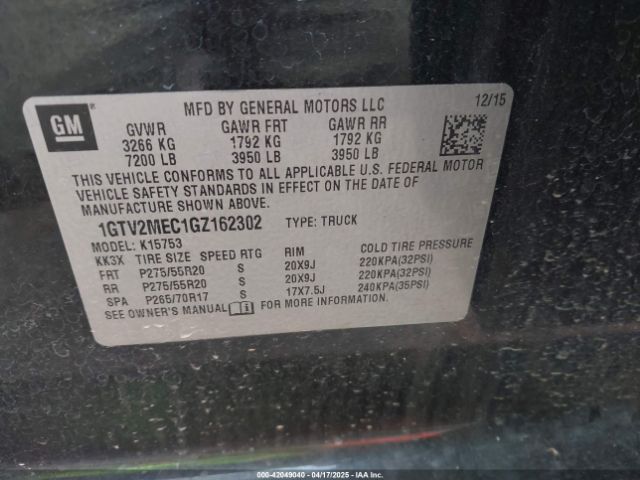 GM
MFD BY GENERAL MOTORS LLC
12/15
GVWR GAWR FRT GAWR RR
3266 KG 1792 KG 1792 KG
7200 LB 3950 LB 3950 LB
THIS VEHICLE CONFORMS TO ALL APPLICABLE U.S. FEDERAL MOTOR
VEHICLE SAFETY STANDARDS IN EFFECT ON THE DATE OF
MANUFACTURE SHOWN ABOVE.
1GTV2MEC1GZ162302 TYPE: TRUCK
MODEL: K15753
KK3X TIRE SIZE SPEED RTG RIM COLD TIRE PRESSURE
FRT P275/55R20 S 20X9J 220KPA(32PSI)
RR P275/55R20 S 20X9J 220KPA(32PSI)
SPA P265/70R17 S 17X7.5J 240KPA(35PSI)
SEE OWNER'S MANUAL FOR MORE INFORMATION
000-42049040 - 04/17/2025 - IAA Inc.